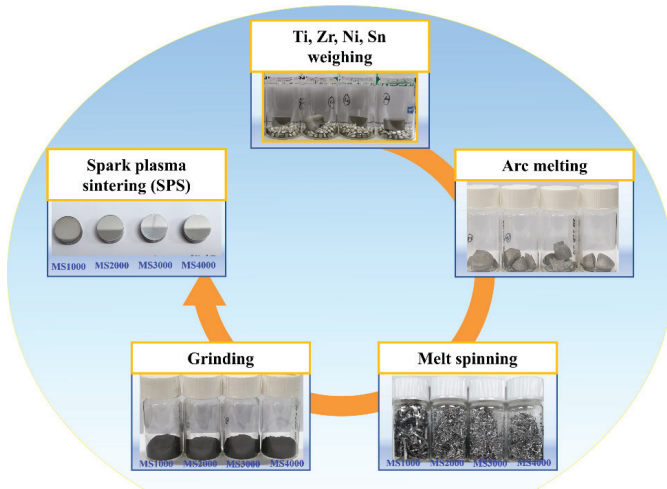 Ti, Zr, Ni, Sn
weighing
Arc melting
Melt spinning
MS1000 MS2000 MS3000 MS4000
Grinding
MS1000 MS2000 MS3000 MS4000
Spark plasma
sintering (SPS)
MS1000 MS2000 MS3000 MS4000